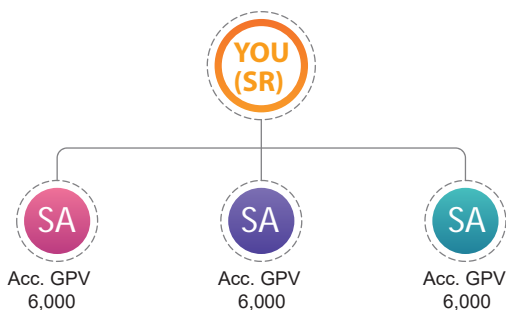 YOU
(SR)
SA
SA
SA
Acc. GPV
6,000
Acc. GPV
6,000
Acc. GPV
6,000